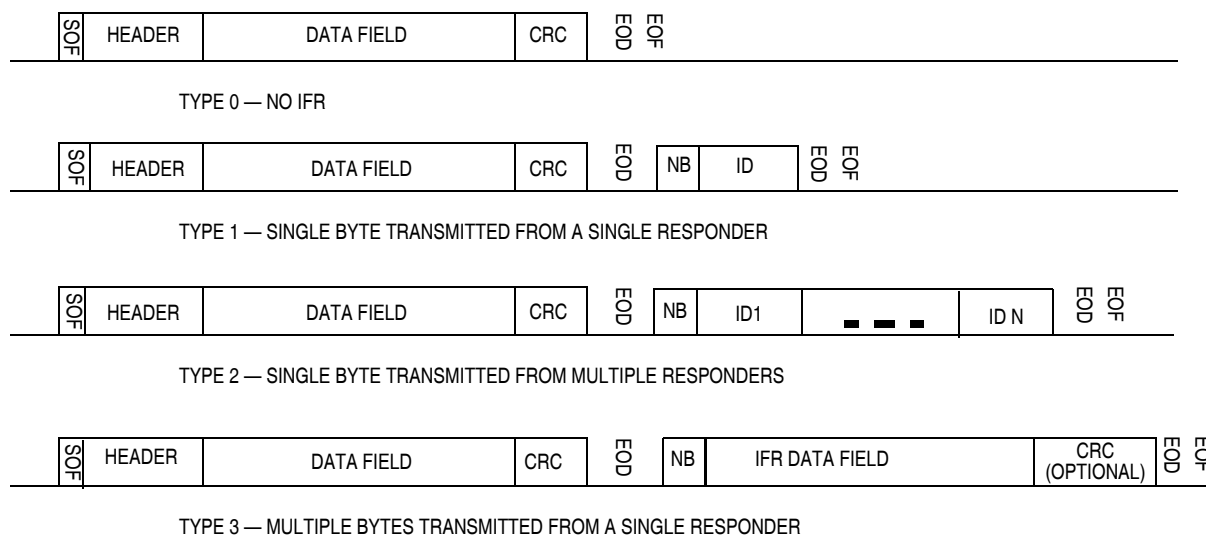 SOF HEADER DATA FIELD CRC EOD EOF
TYPE 0 — NO IFR
SOF HEADER DATA FIELD CRC EOD NB ID EOD EOF
TYPE 1 — SINGLE BYTE TRANSMITTED FROM A SINGLE RESPONDER
SOF HEADER DATA FIELD CRC EOD NB ID1 ID N EOD EOF
TYPE 2 — SINGLE BYTE TRANSMITTED FROM MULTIPLE RESPONDERS
SOF HEADER DATA FIELD CRC EOD NB IFR DATA FIELD CRC (OPTIONAL) EOD EOF
TYPE 3 — MULTIPLE BYTES TRANSMITTED FROM A SINGLE RESPONDER